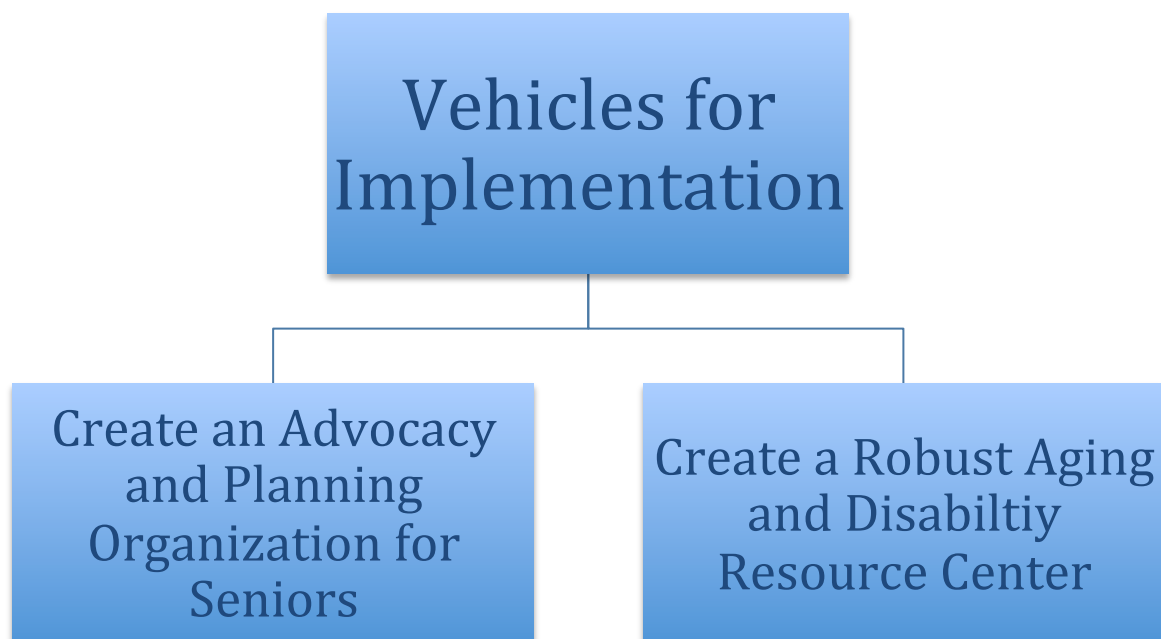 Vehicles for
Implementation
Create an Advocacy
and Planning
Organization for
Seniors
Create a Robust Aging
and Disabiltiy
Resource Center